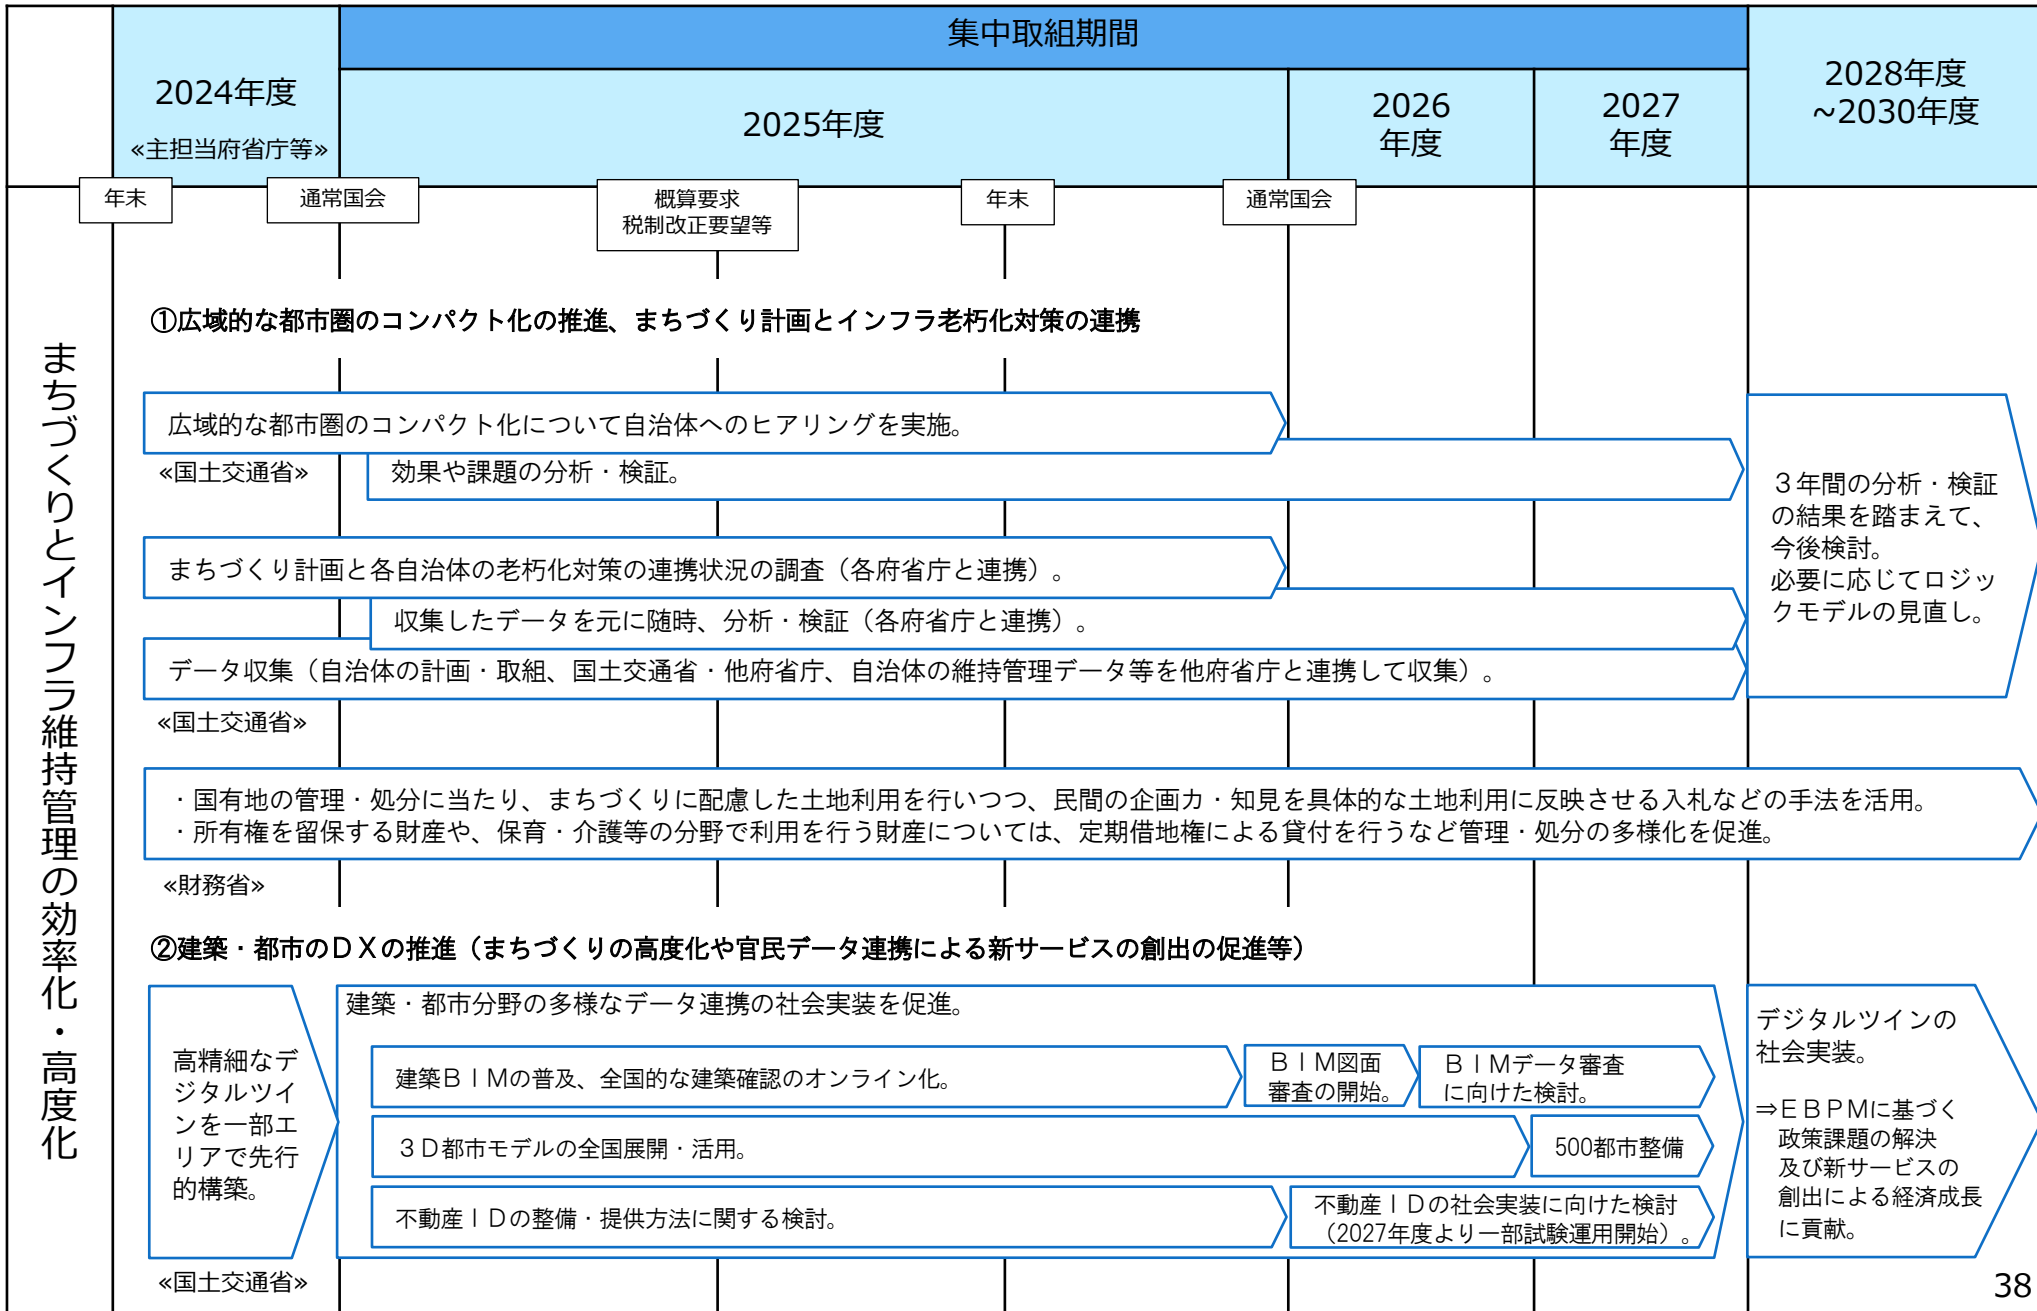 集中取組期間
2024年度
«主担当府省庁等»
2025年度
2026
年度
2027
年度
2028年度
~2030年度
年末
通常国会
概算要求
税制改正要望等
年末
通常国会
まちづくりとインフラ維持管理の効率化・高度化
①広域的な都市圏のコンパクト化の推進、まちづくり計画とインフラ老朽化対策の連携
広域的な都市圏のコンパクト化について自治体へのヒアリングを実施。
«国土交通省»
効果や課題の分析・検証。
まちづくり計画と各自治体の老朽化対策の連携状況の調査（各府省庁と連携）。
収集したデータを元に随時、分析・検証（各府省庁と連携）。
データ収集（自治体の計画・取組、国土交通省・他府省庁、自治体の維持管理データ等を他府省庁と連携して収集）。
«国土交通省»
３年間の分析・検証
の結果を踏まえて、
今後検討。
必要に応じてロジッ
クモデルの見直し。
・国有地の管理・処分に当たり、まちづくりに配慮した土地利用を行いつつ、民間の企画力・知見を具体的な土地利用に反映させる入札などの手法を活用。
・所有権を留保する財産や、保育・介護等の分野で利用を行う財産については、定期借地権による貸付を行うなど管理・処分の多様化を促進。
«財務省»
②建築・都市のＤＸの推進（まちづくりの高度化や官民データ連携による新サービスの創出の促進等）
高精細なデ
ジタルツイ
ンを一部エ
リアで先行
的構築。
建築・都市分野の多様なデータ連携の社会実装を促進。
建築ＢＩＭの普及、全国的な建築確認のオンライン化。
ＢＩＭ図面
審査の開始。
ＢＩＭデータ審査
に向けた検討。
３Ｄ都市モデルの全国展開・活用。
500都市整備
不動産ＩＤの整備・提供方法に関する検討。
不動産ＩＤの社会実装に向けた検討
（2027年度より一部試験運用開始）。
デジタルツインの
社会実装。
⇒ＥＢＰＭに基づく
政策課題の解決
及び新サービスの
創出による経済成長
に貢献。
«国土交通省»
38